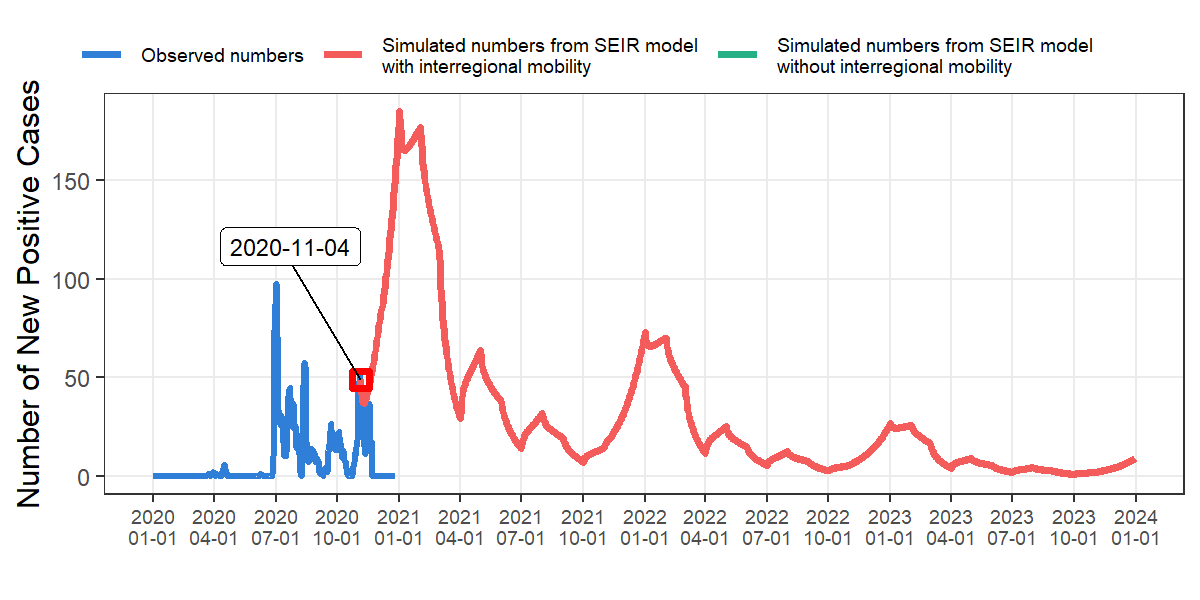 Observed numbers
Simulated numbers from SEIR model
with interregional mobility
Simulated numbers from SEIR model
without interregional mobility
Number of New Positive Cases
150
100
50
0
2020-11-04
2020 2020 2020 2020 2021 2021 2021 2021 2022 2022 2022 2022 2023 2023 2023 2023 2024
01-01 04-01 07-01 10-01 01-01 04-01 07-01 10-01 01-01 04-01 07-01 10-01 01-01 04-01 07-01 10-01 01-01